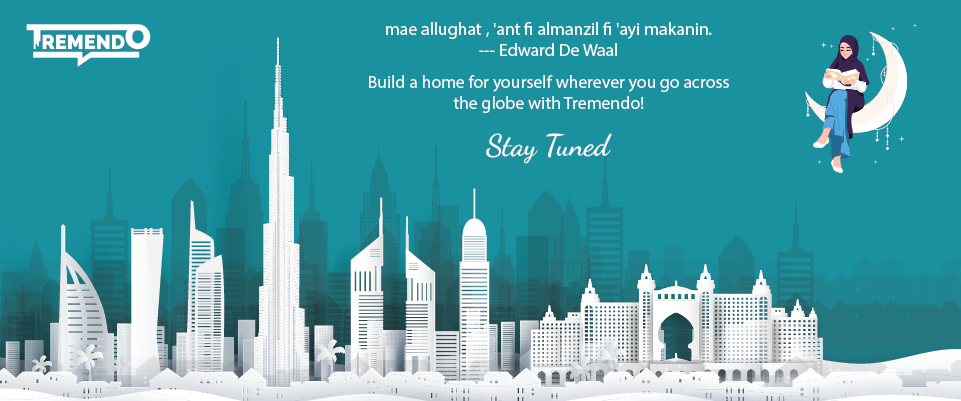 TREMENDO
mae allughat , 'ant fi almanzil fi 'ayi makanin.
--- Edward De Waal
Build a home for yourself wherever you go across
the globe with Tremendo!
Stay Tuned